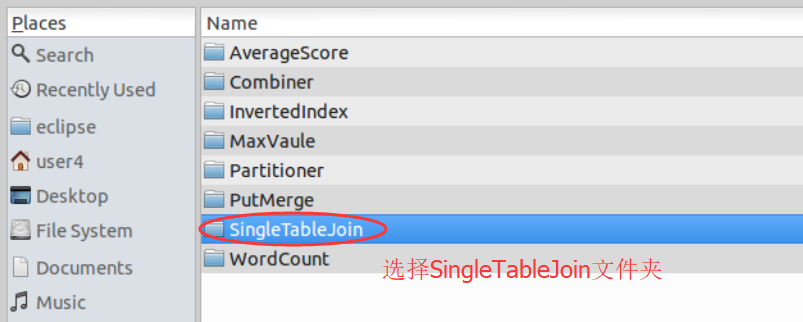 Places
Search
Recently Used
eclipse
user4
Desktop
File System
Documents
Music
Name
AverageScore
Combiner
InvertedIndex
MaxVaule
Partitioner
PutMerge
SingleTableJoin
WordCount
选择SingleTableJoin文件夹